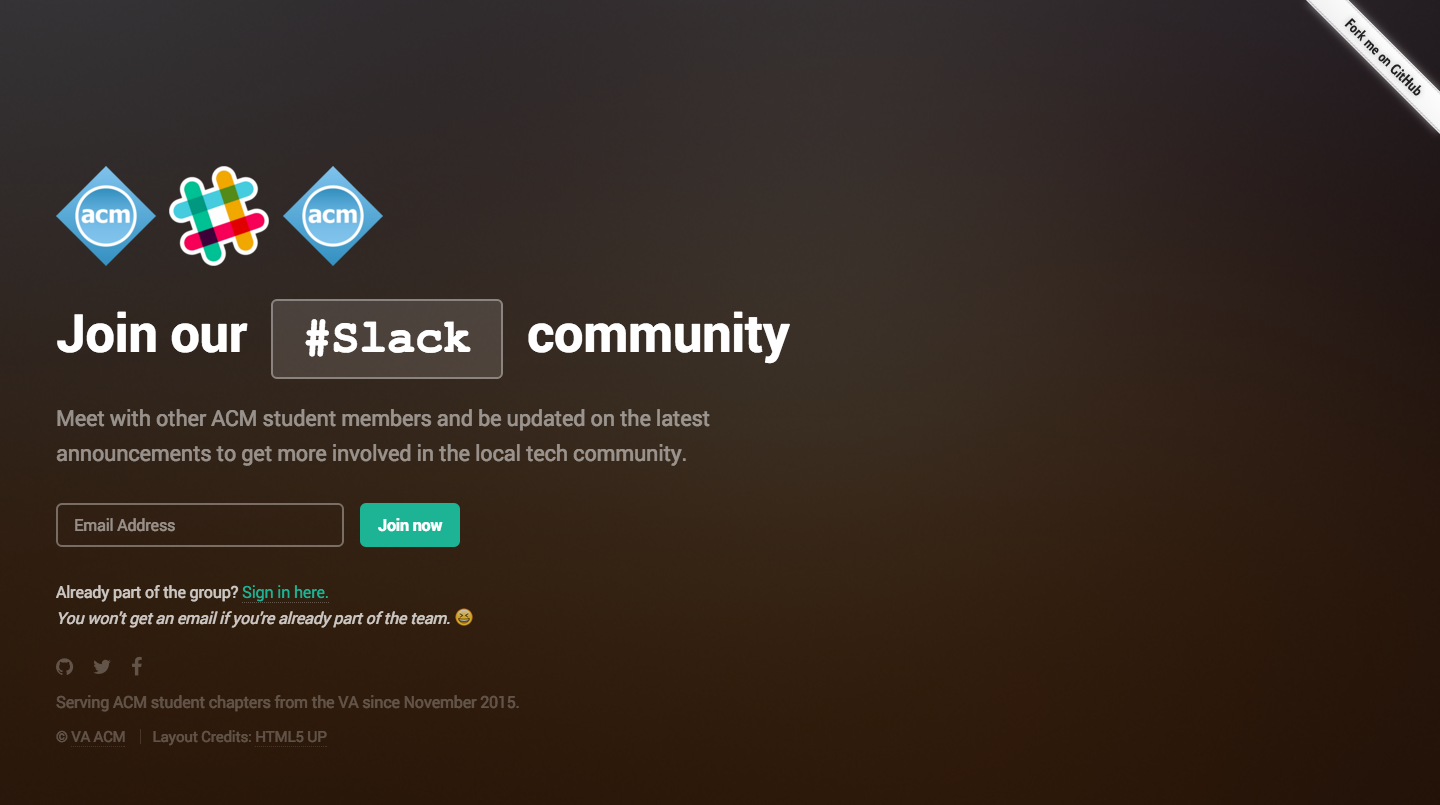 Fork me on GitHub
acm acm
Join our #Slack community
Meet with other ACM student members and be updated on the latest
announcements to get more involved in the local tech community.
Email Address Join now
Already part of the group? Sign in here.
You won't get an email if you're already part of the team. 😆
Serving ACM student chapters from the VA since November 2015.
© VA ACM Layout Credits: HTML5 UP